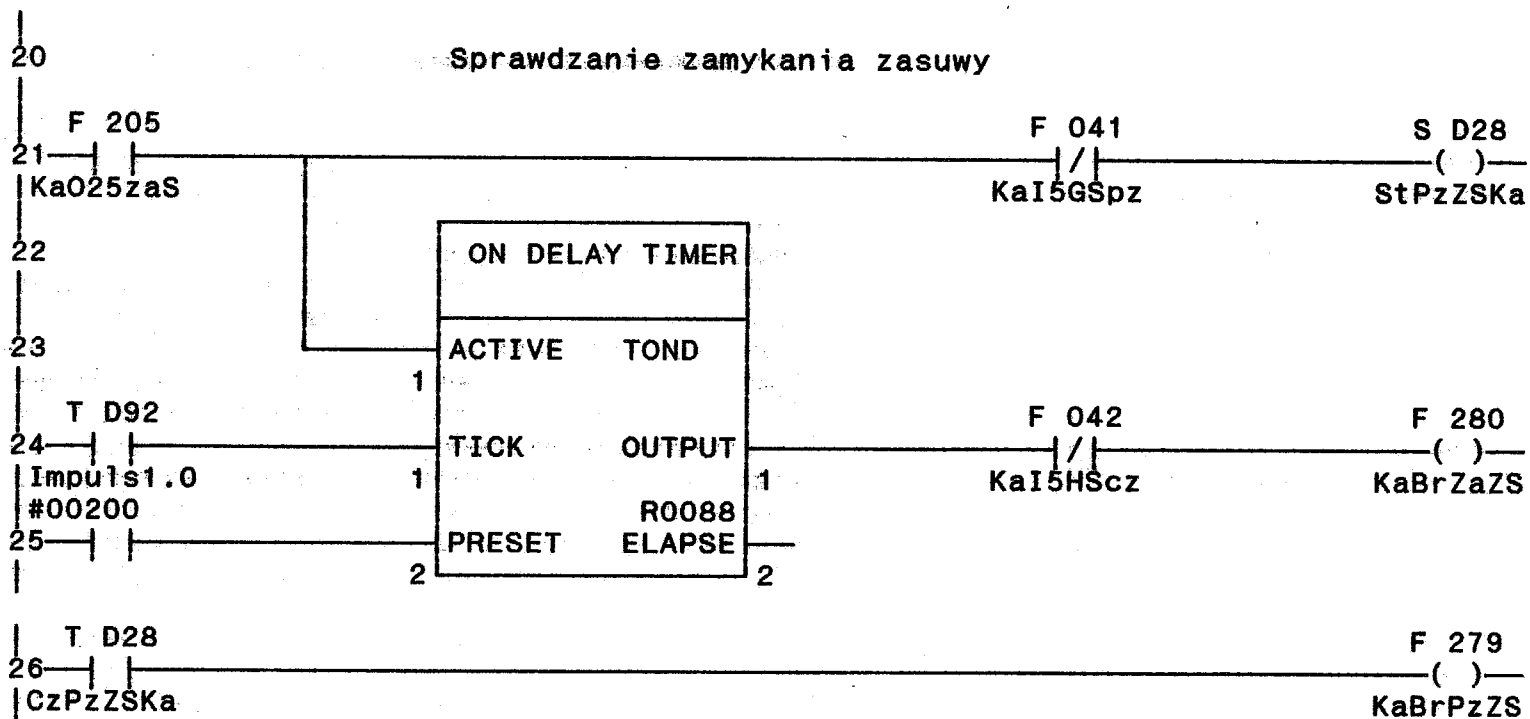 20 Sprawdzanie zamykania zasuwy
F 205 F 041 S D28
21 ( )
KaO25zaS KaI5GSpz StPzZSKa
22 ON DELAY TIMER
23 ACTIVE TOND
1
T D92 F 042 F 280
24 TICK OUTPUT ( )
Impuls1.0 1 1 KaI5HScz KaBrZaZS
#00200 R0088
25 PRESET ELAPSE
2 2
T D28 F 279
26 ( )
CzPzZSKa KaBrPzZS